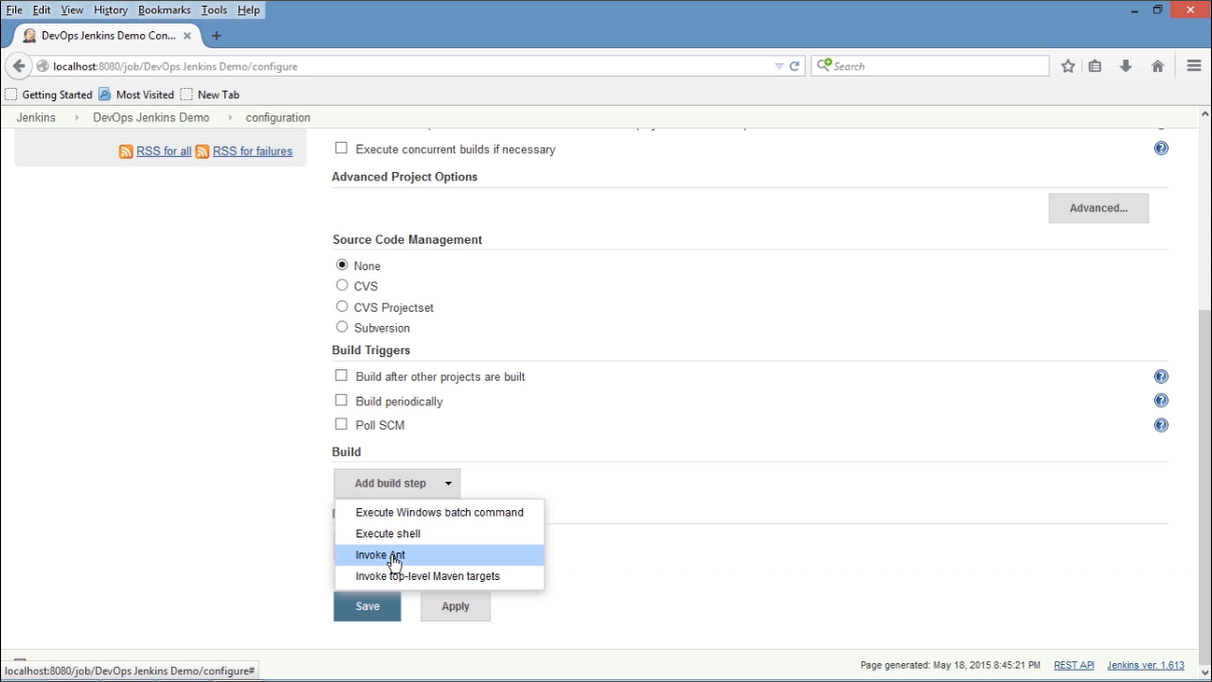 File Edit View History Bookmarks Tools Help
DevOps Jenkins Demo Con...
localhost:8080/job/DevOps Jenkins Demo/configure
Search
Getting Started Most Visited New Tab
Jenkins DevOps Jenkins Demo configuration
RSS for all RSS for failures
Execute concurrent builds if necessary
Advanced Project Options
Advanced...
Source Code Management
None
CVS
CVS Projectset
Subversion
Build Triggers
Build after other projects are built
Build periodically
Poll SCM
Build
Add build step
Execute Windows batch command
Execute shell
Invoke Ant
Invoke top-level Maven targets
Save Apply
localhost:8080/job/DevOps Jenkins Demo/configure#
Page generated: May 18, 2015 8:45:21 PM REST API Jenkins ver. 1.613